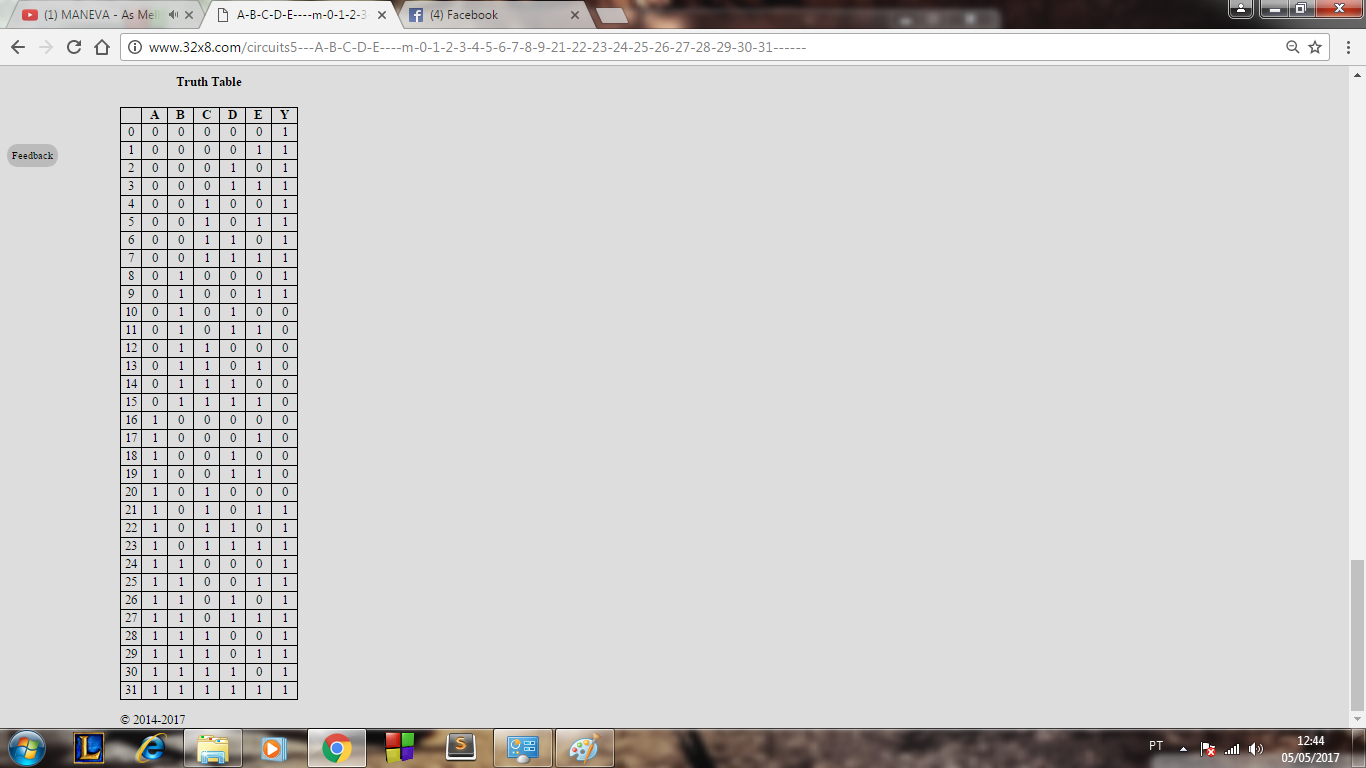 (1) MANEVA - As Mel
A-B-C-D-E----m-0-1-2-3
(4) Facebook
www.32x8.com/circuits5---A-B-C-D-E----m-0-1-2-3-4-5-6-7-8-9-21-22-23-24-25-26-27-28-29-30-31------
Truth Table
A B C D E Y
0 0 0 0 0 0 1
1 0 0 0 0 1 1
2 0 0 0 1 0 1
Feedback
3 0 0 0 1 1 1
4 0 0 1 0 0 1
5 0 0 1 0 1 1
6 0 0 1 1 0 1
7 0 0 1 1 1 1
8 0 1 0 0 0 1
9 0 1 0 0 1 1
10 0 1 0 1 0 0
11 0 1 0 1 1 0
12 0 1 1 0 0 0
13 0 1 1 0 1 0
14 0 1 1 1 0 0
15 0 1 1 1 1 0
16 1 0 0 0 0 0
17 1 0 0 0 1 0
18 1 0 0 1 0 0
19 1 0 0 1 1 0
20 1 0 1 0 0 0
21 1 0 1 0 1 1
22 1 0 1 1 0 1
23 1 0 1 1 1 1
24 1 1 0 0 0 1
25 1 1 0 0 1 1
26 1 1 0 1 0 1
27 1 1 0 1 1 1
28 1 1 1 0 0 1
29 1 1 1 0 1 1
30 1 1 1 1 0 1
31 1 1 1 1 1 1
© 2014-2017
PT
12:44
05/05/2017